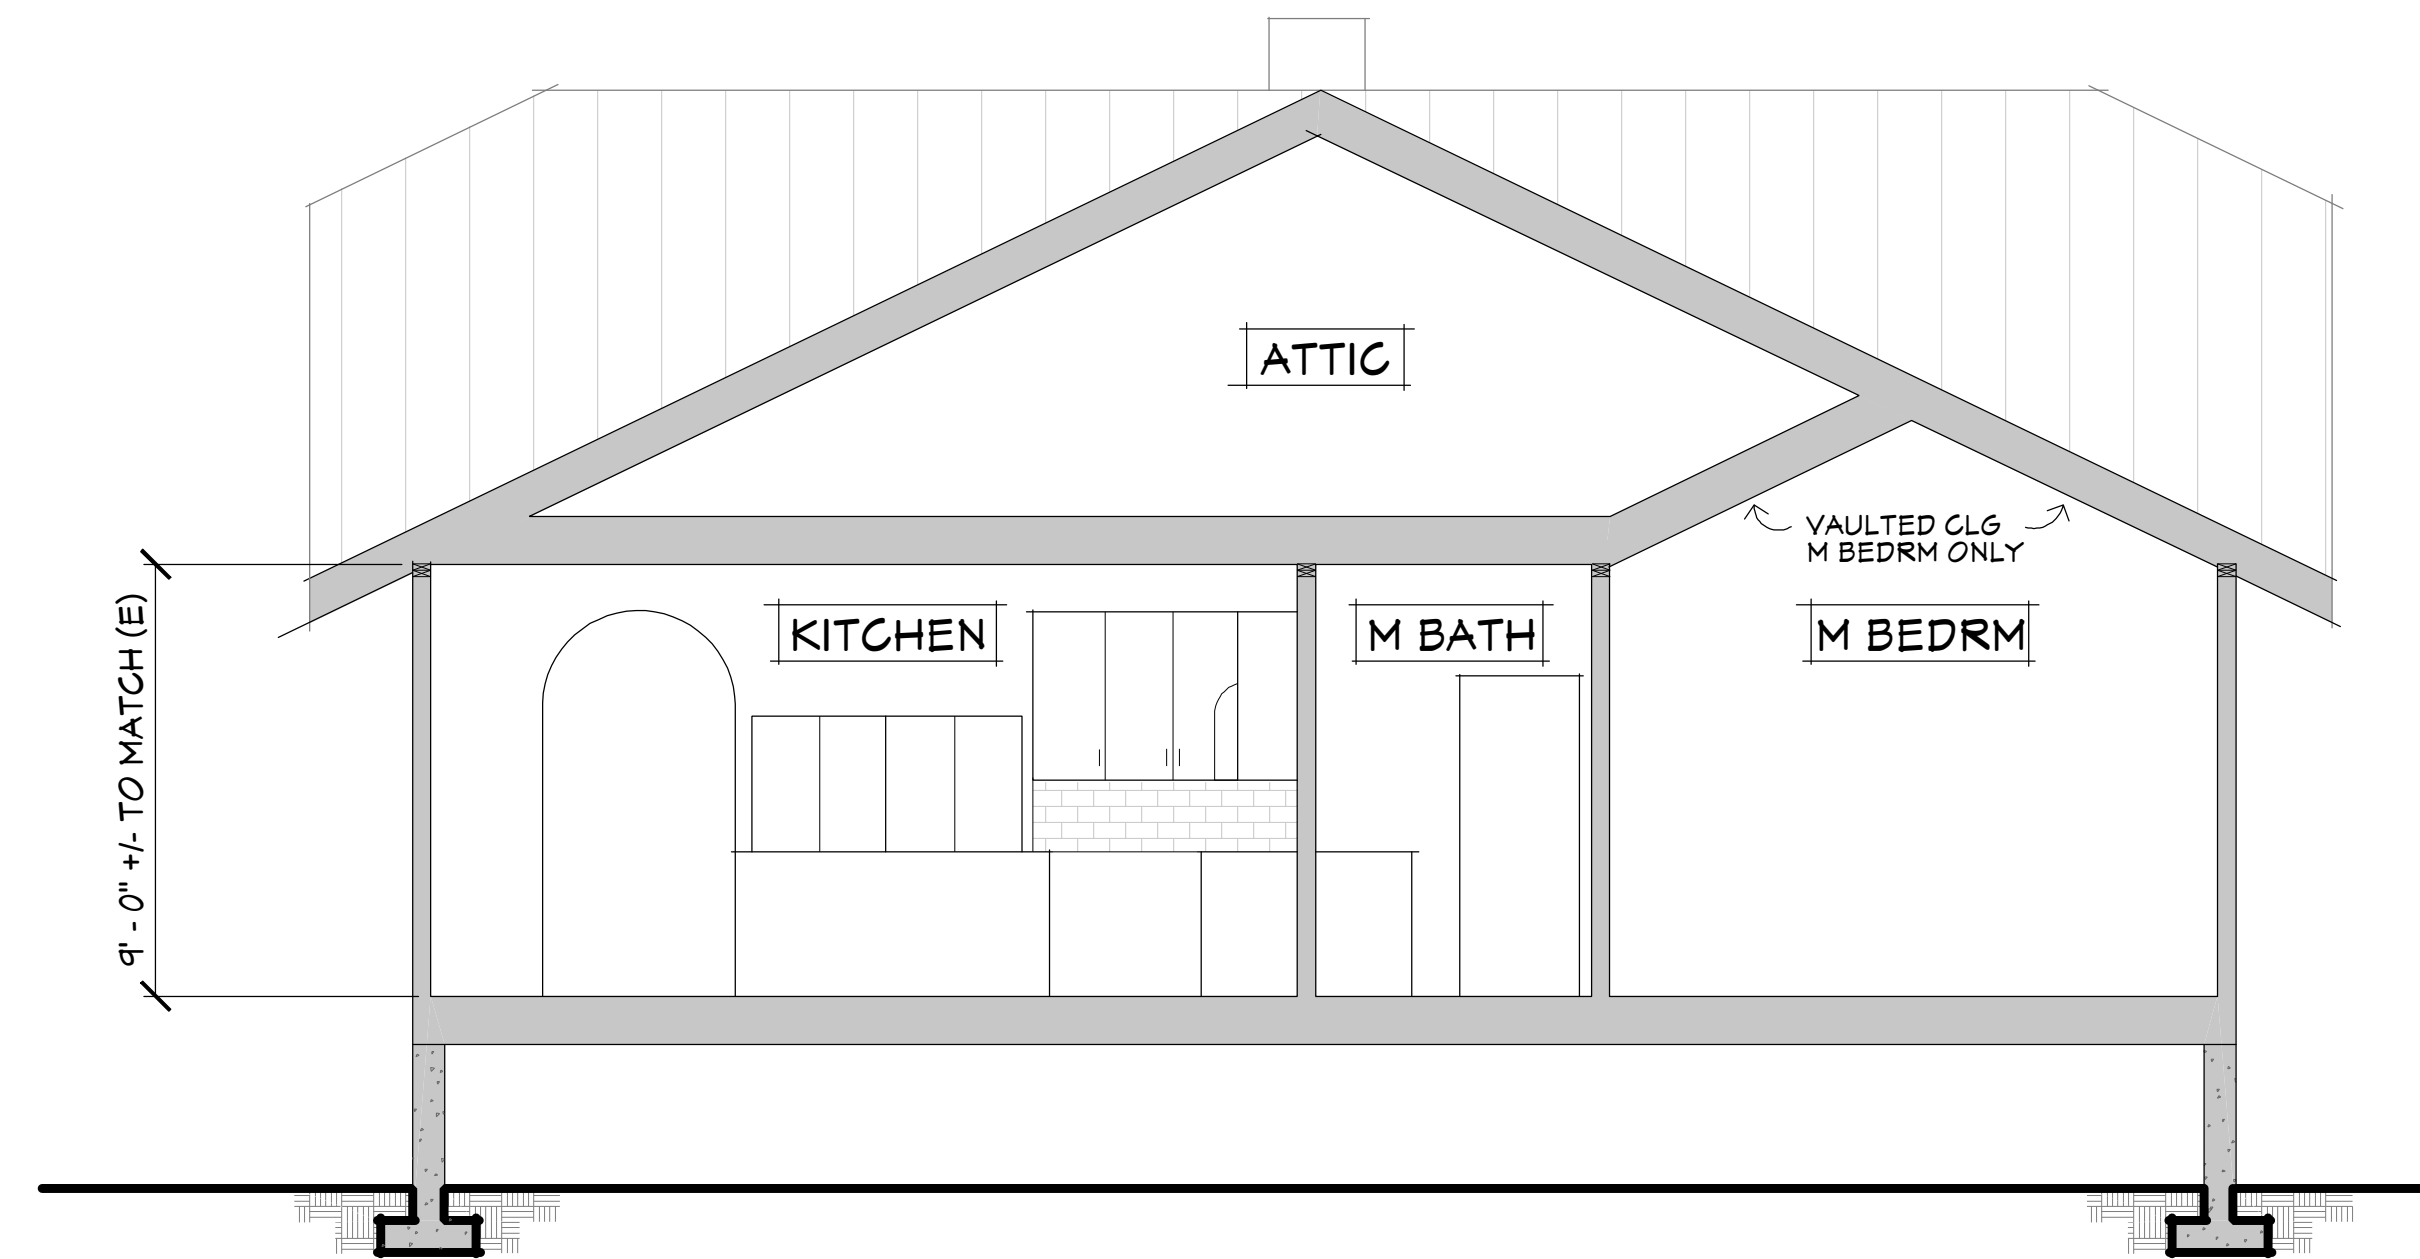 ATTIC
VAULTED CLG
M BEDRM ONLY
KITCHEN
M BATH
M BEDRM
9' - 0" +/- TO MATCH (E)